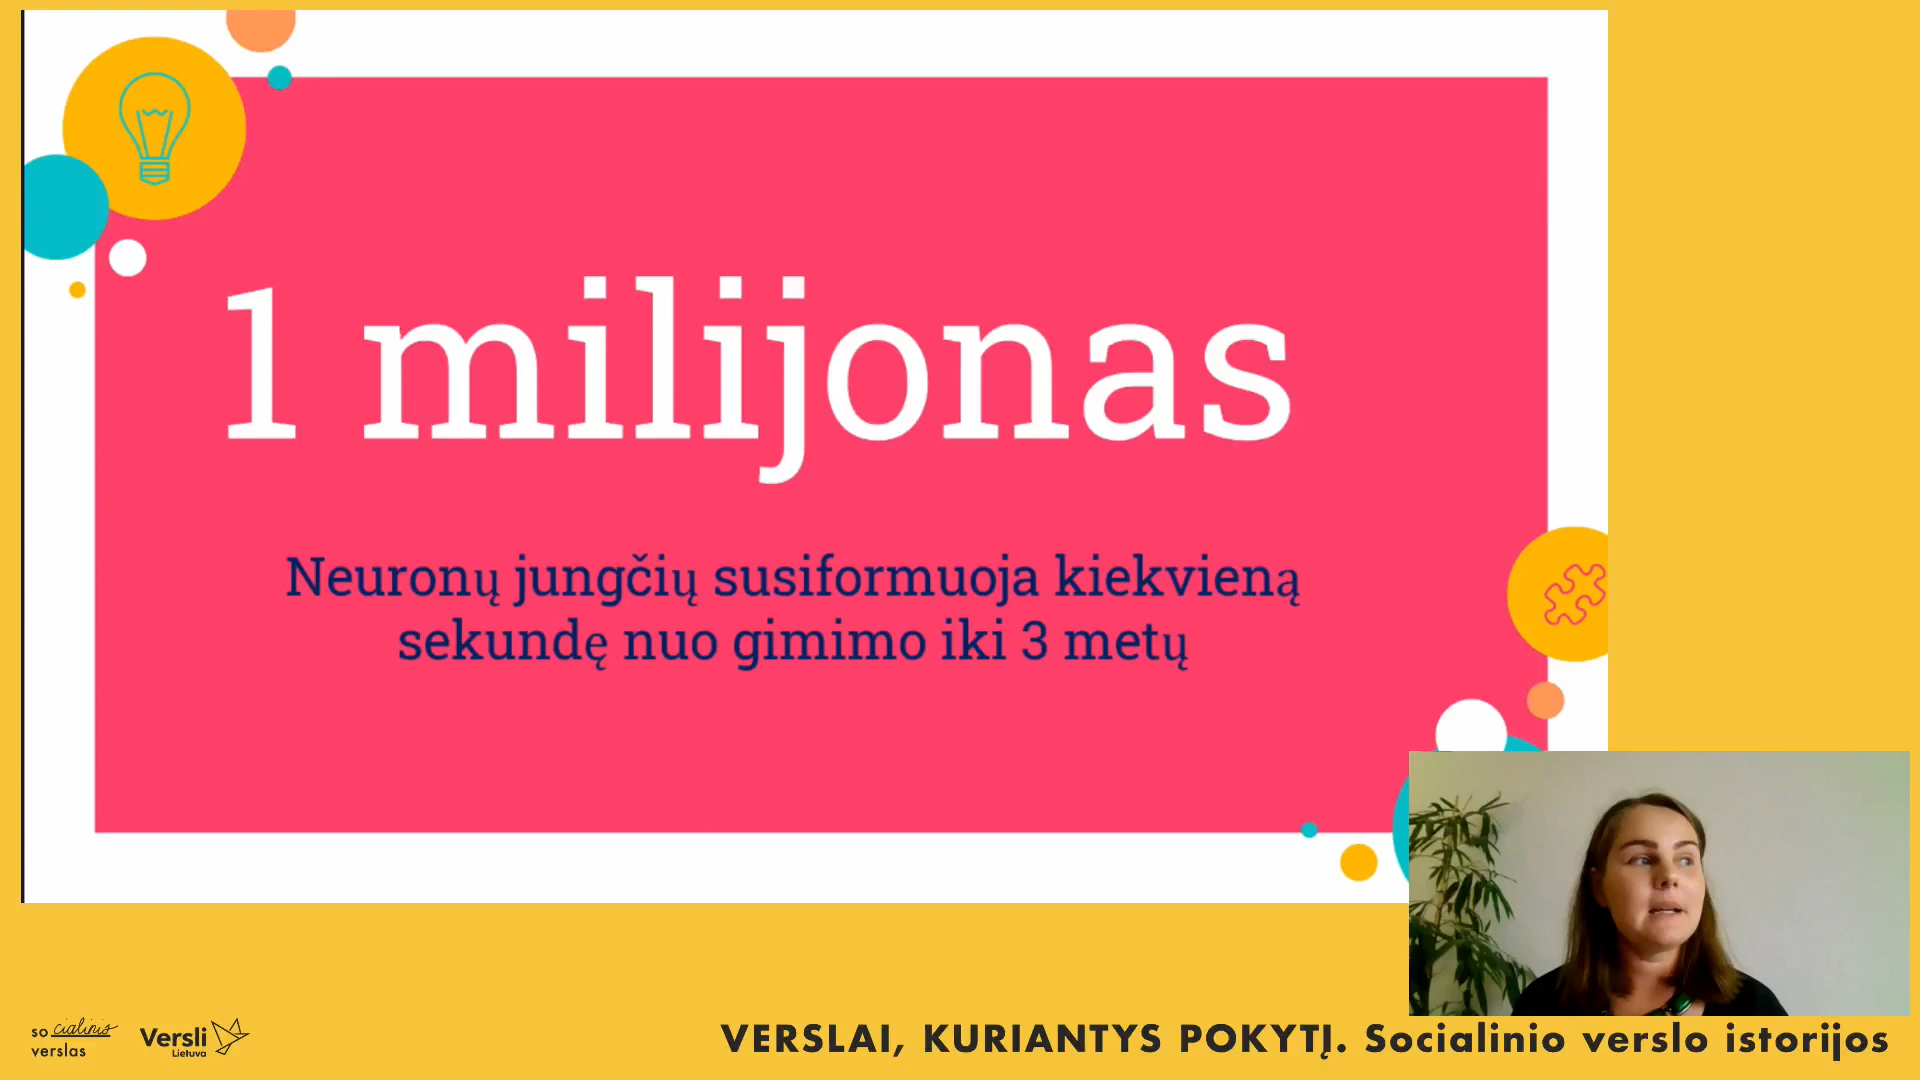 1 milijonas
Neuronų jungčių susiformuoja kiekvieną
sekundę nuo gimimo iki 3 metų
socialinis
verslas
Versli
Lietuva
VERSLAI, KURIANTYS POKYTĮ. Socialinio verslo istorijos